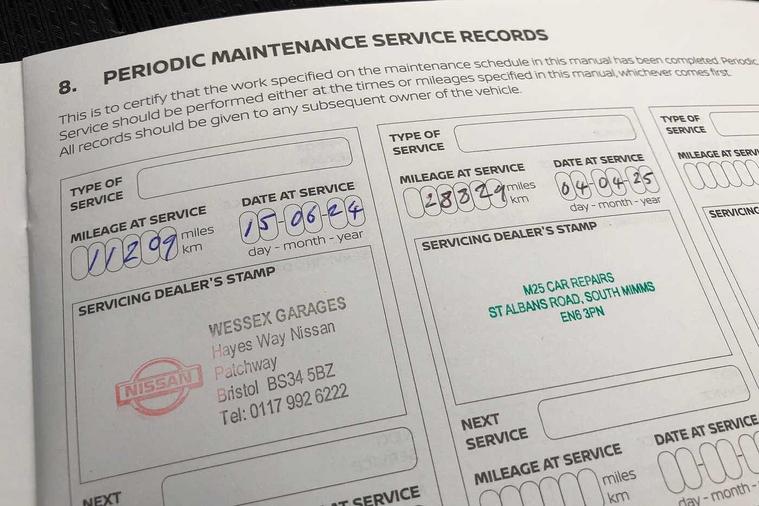 8. PERIODIC MAINTENANCE SERVICE RECORDS
This is to certify that the work specified on the maintenance schedule in this manual has been completed. Periodic
Service should be performed either at the times or mileages specified in this manual, whichever comes first.
All records should be given to any subsequent owner of the vehicle.
TYPE OF
SERVICE
MILEAGE AT SERVICE
11209 miles
km
DATE AT SERVICE
15-06-24
day - month - year
SERVICING DEALER'S STAMP
NISSAN
WESSEX GARAGES
Hayes Way Nissan
Patchway
Bristol BS34 5BZ
Tel: 0117 992 6222
NEXT
AT SERVICE
TYPE OF
SERVICE
MILEAGE AT SERVICE
28329 miles
km
DATE AT SERVICE
04-04-25
day - month - year
SERVICING DEALER'S STAMP
M25 CAR REPAIRS
ST ALBANS ROAD, SOUTH MIMMS
EN6 3PN
NEXT
SERVICE
MILEAGE AT SERVICE
miles
km
DATE AT SERVICE
day - month -
TYPE OF
SERVICE
MILEAGE AT SERV
SERVICING